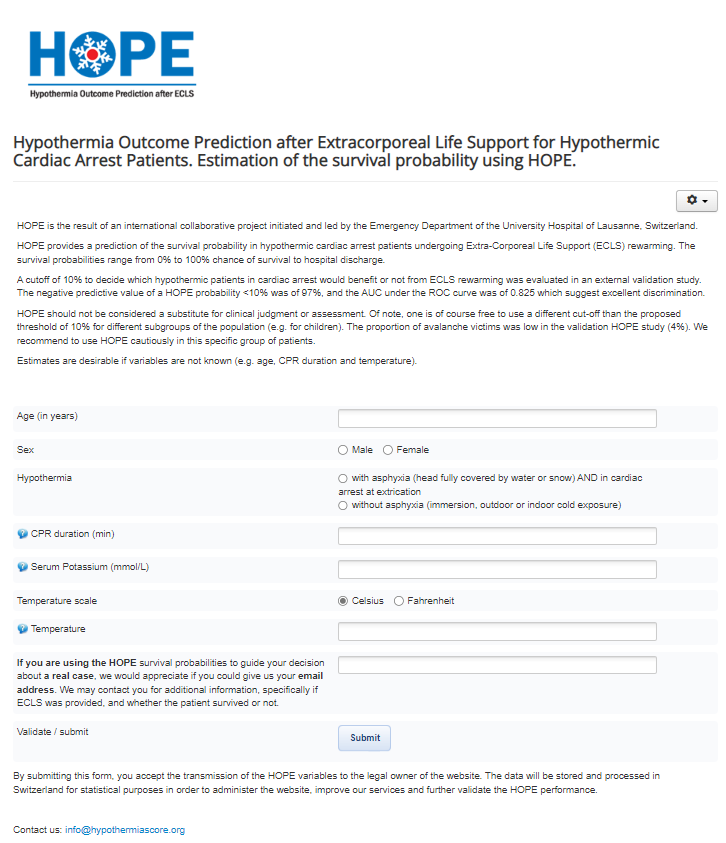 HOPE
Hypothermia Outcome Prediction after ECLS
Hypothermia Outcome Prediction after Extracorporeal Life Support for Hypothermic
Cardiac Arrest Patients. Estimation of the survival probability using HOPE.
HOPE is the result of an international collaborative project initiated and led by the Emergency Department of the University Hospital of Lausanne, Switzerland.
HOPE provides a prediction of the survival probability in hypothermic cardiac arrest patients undergoing Extra-Corporeal Life Support (ECLS) rewarming. The
survival probabilities range from 0% to 100% chance of survival to hospital discharge.
A cutoff of 10% to decide which hypothermic patients in cardiac arrest would benefit or not from ECLS rewarming was evaluated in an external validation study.
The negative predictive value of a HOPE probability <10% was of 97%, and the AUC under the ROC curve was of 0.825 which suggest excellent discrimination.
HOPE should not be considered a substitute for clinical judgment or assessment. Of note, one is of course free to use a different cut-off than the proposed
threshold of 10% for different subgroups of the population (e.g. for children). The proportion of avalanche victims was low in the validation HOPE study (4%). We
recommend to use HOPE cautiously in this specific group of patients.
Estimates are desirable if variables are not known (e.g. age, CPR duration and temperature).
Age (in years)
Sex
Male Female
Hypothermia
with asphyxia (head fully covered by water or snow) AND in cardiac
arrest at extrication
without asphyxia (immersion, outdoor or indoor cold exposure)
CPR duration (min)
Serum Potassium (mmol/L)
Temperature scale
Celsius Fahrenheit
Temperature
If you are using the HOPE survival probabilities to guide your decision
about a real case, we would appreciate if you could give us your email
address. We may contact you for additional information, specifically if
ECLS was provided, and whether the patient survived or not.
Validate / submit
Submit
By submitting this form, you accept the transmission of the HOPE variables to the legal owner of the website. The data will be stored and processed in
Switzerland for statistical purposes in order to administer the website, improve our services and further validate the HOPE performance.
Contact us: info@hypothermiascore.org